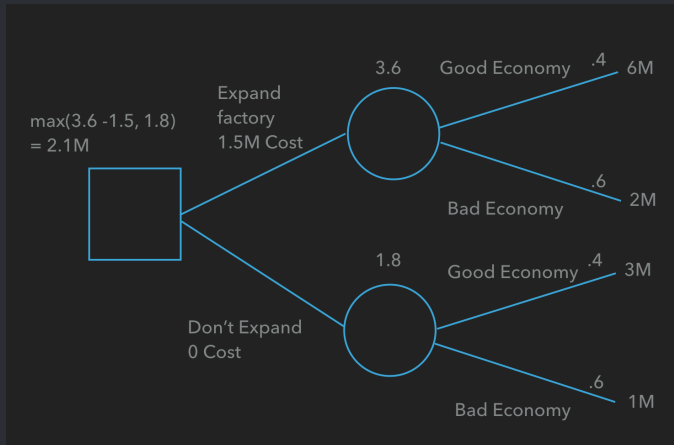 max(3.6 -1.5, 1.8)
= 2.1M
Expand
factory
1.5M Cost
3.6
Good Economy
.4
6M
.6
2M
Bad Economy
Don't Expand
0 Cost
1.8
Good Economy
.4
3M
.6
1M
Bad Economy